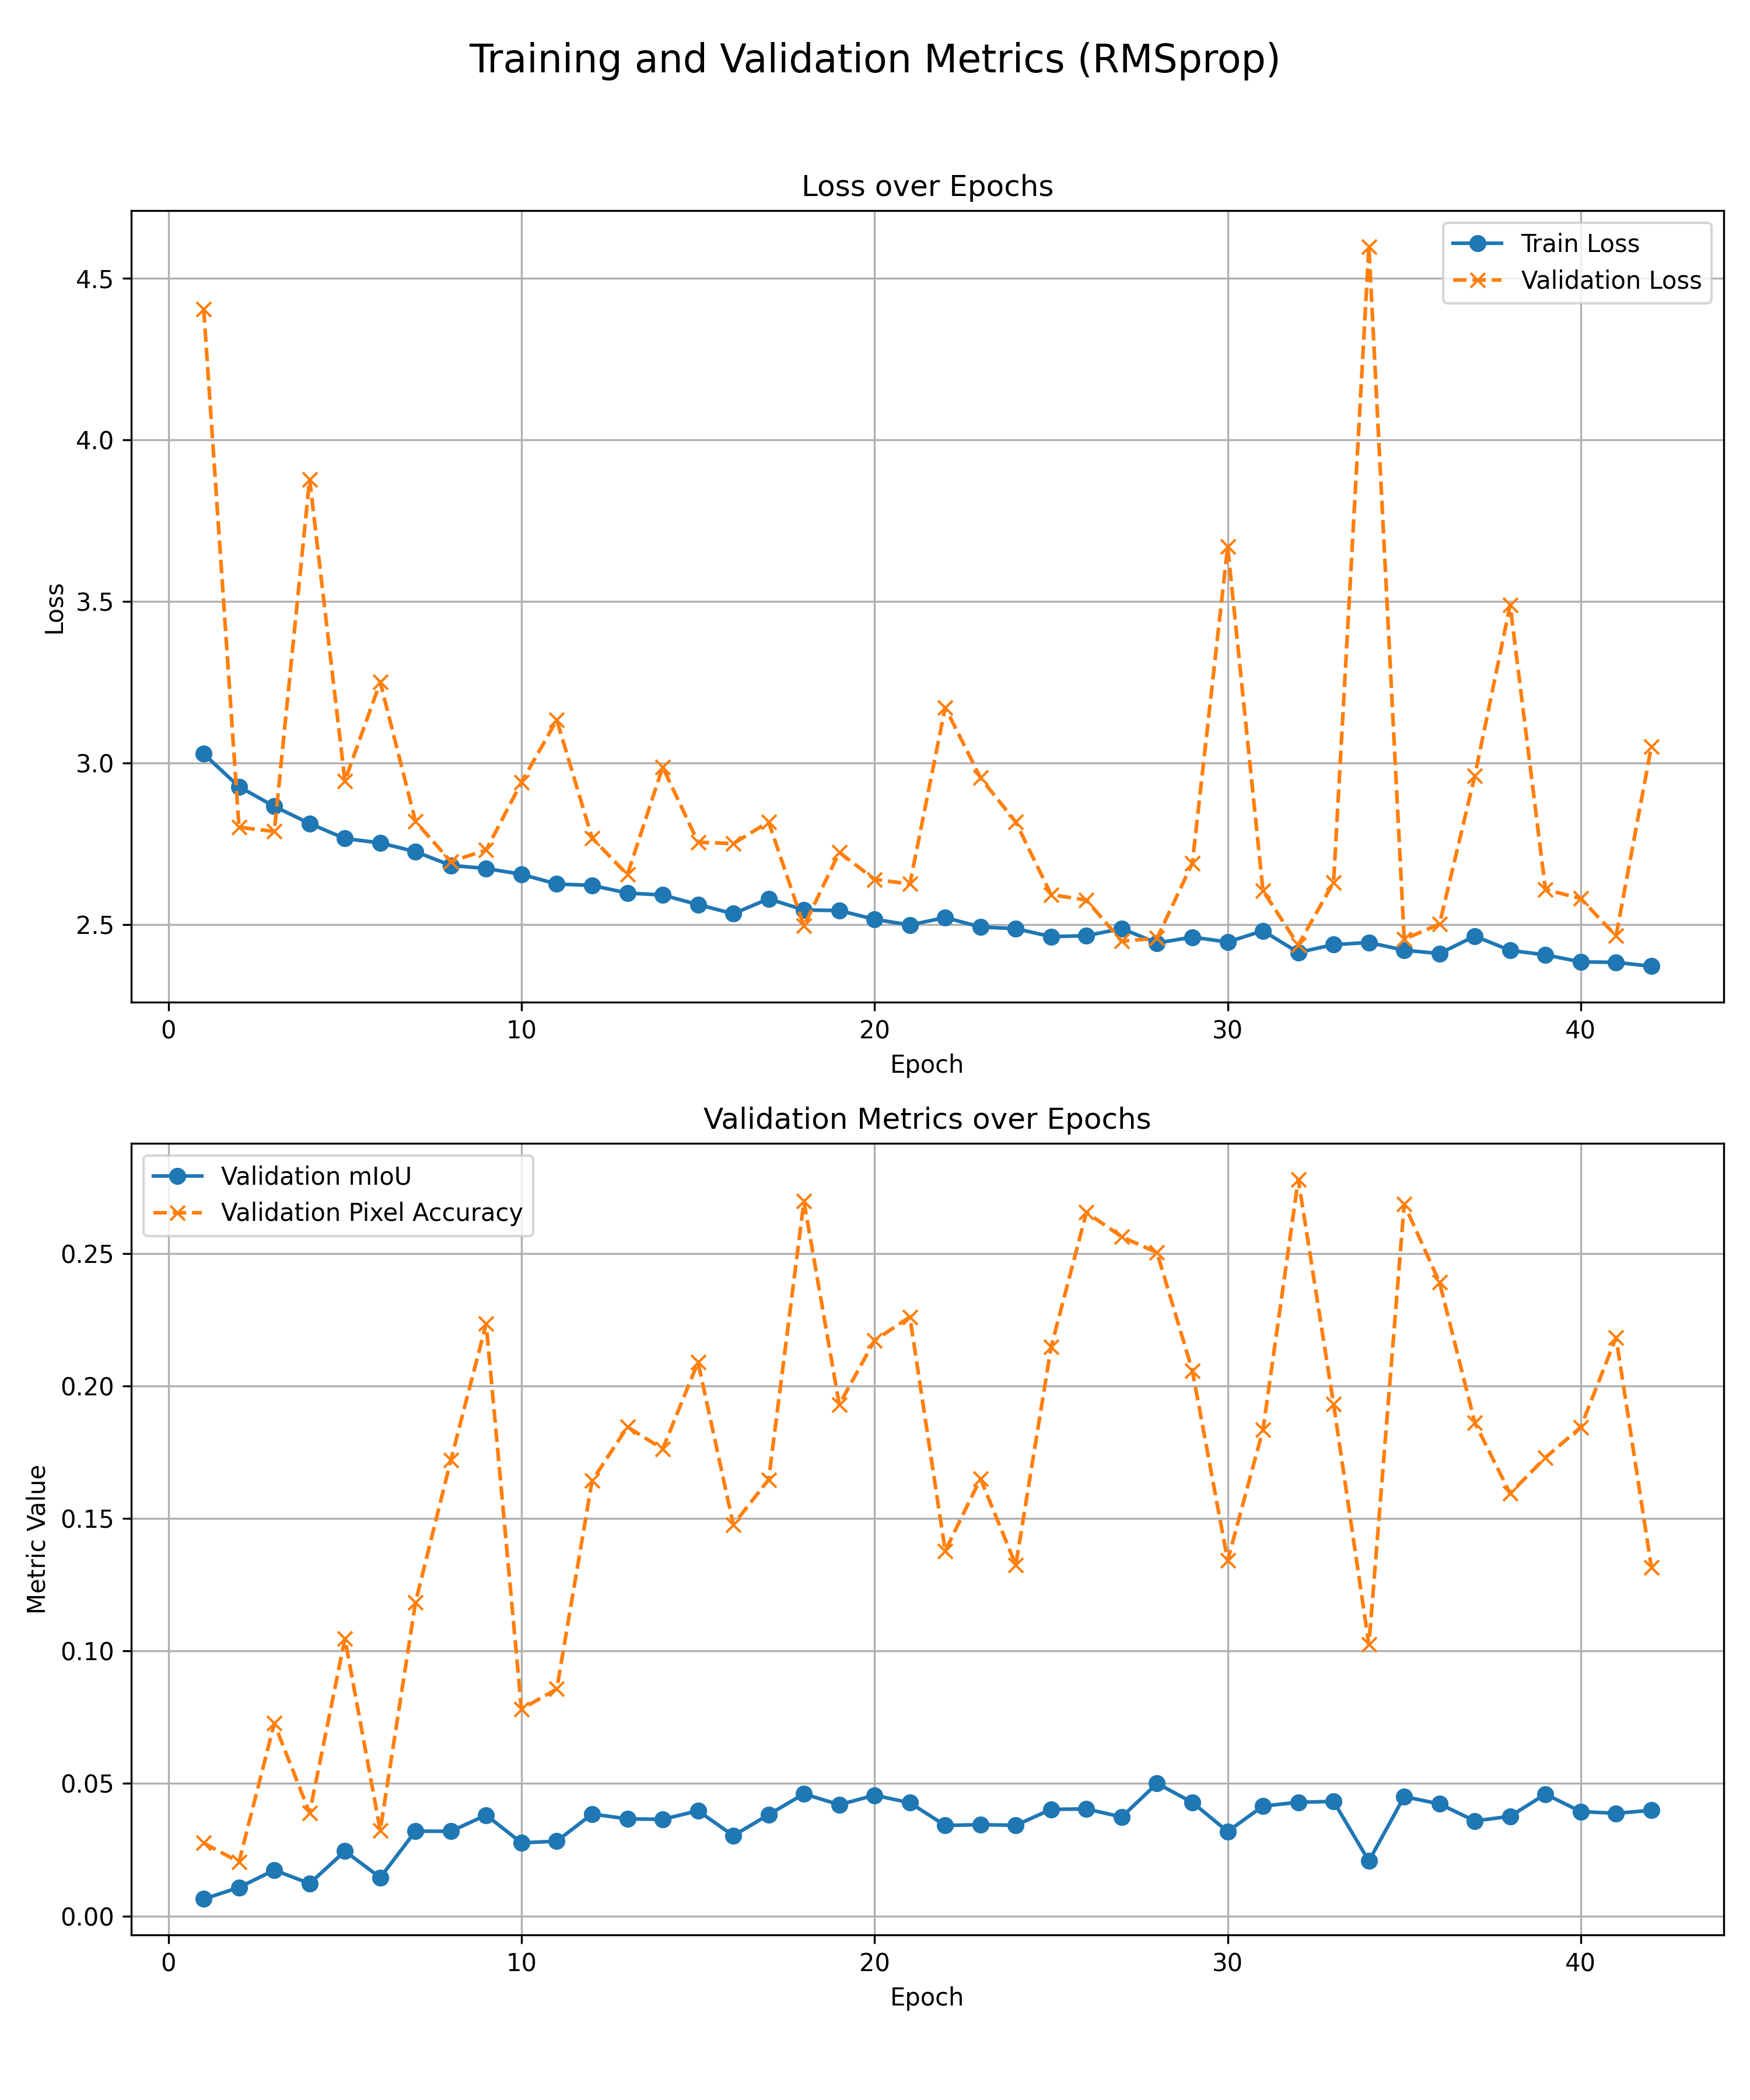 Training and Validation Metrics (RMSprop)
Loss over Epochs
Train Loss
Validation Loss
4.5
4.0
3.5
3.0
2.5
Loss
0 10 20 30 40
Epoch
Validation Metrics over Epochs
Validation mIoU
Validation Pixel Accuracy
0.25
0.20
0.15
0.10
0.05
0.00
Metric Value
0 10 20 30 40
Epoch